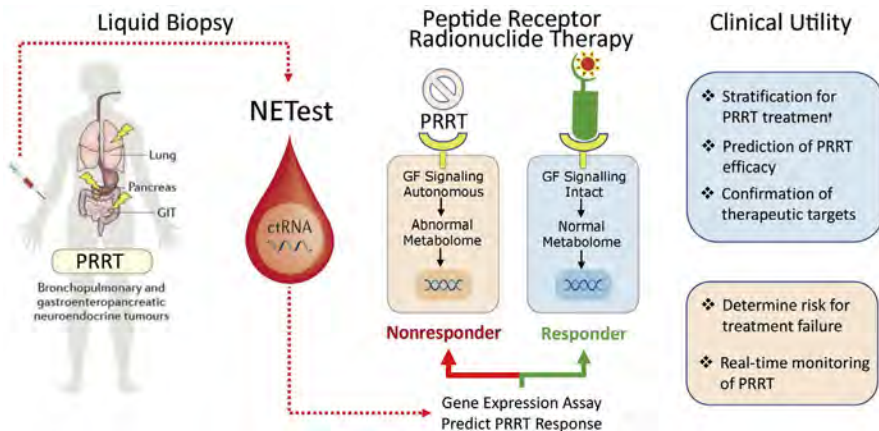 Liquid Biopsy
NETest
Lung
Pancreas
GIT
PRRT
Bronchopulmonary and
gastroenteropancreatic
neuroendocrine tumours
ctRNA
Peptide Receptor
Radionuclide Therapy
PRRT
GF Signaling
Autonomous
Abnormal
Metabolome
Nonresponder
GF Signalling
Intact
Normal
Metabolome
Responder
Gene Expression Assay
Predict PRRT Response
Clinical Utility
❖ Stratification for
PRRT treatment†
❖ Prediction of PRRT
efficacy
❖ Confirmation of
therapeutic targets
❖ Determine risk for
treatment failure
❖ Real-time monitoring
of PRRT